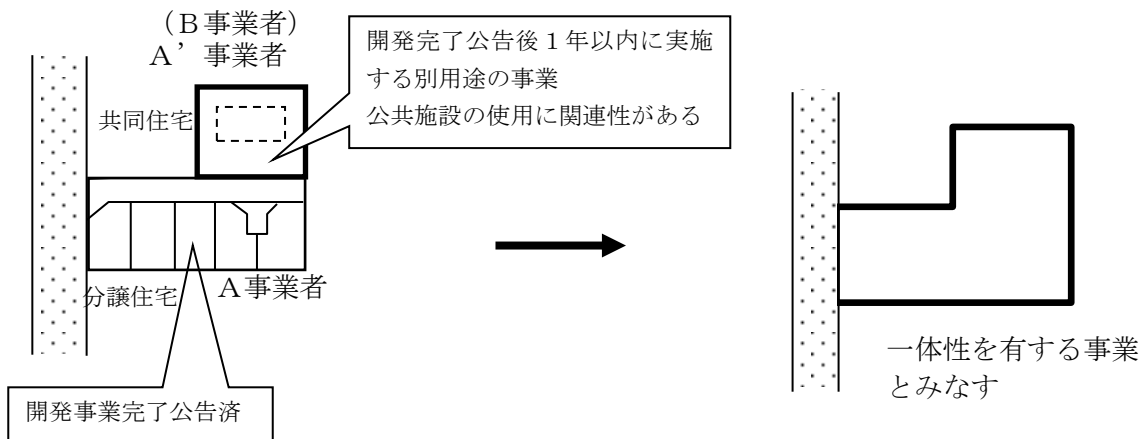 （Ｂ事業者）
Ａ’事業者
開発完了公告後１年以内に実施
する別用途の事業
公共施設の使用に関連性がある
共同住宅
分譲住宅
Ａ事業者
開発事業完了公告済
一体性を有する事業
とみなす